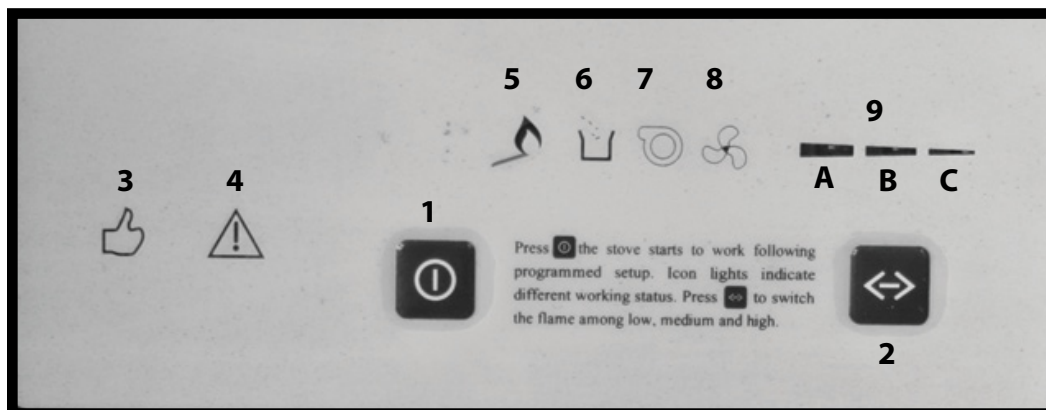 5 6 7 8
9
A B C
3 4
1
Press the stove starts to work following
programmed setup. Icon lights indicate
different working status. Press <-> to switch
the flame among low, medium and high.
<->
2